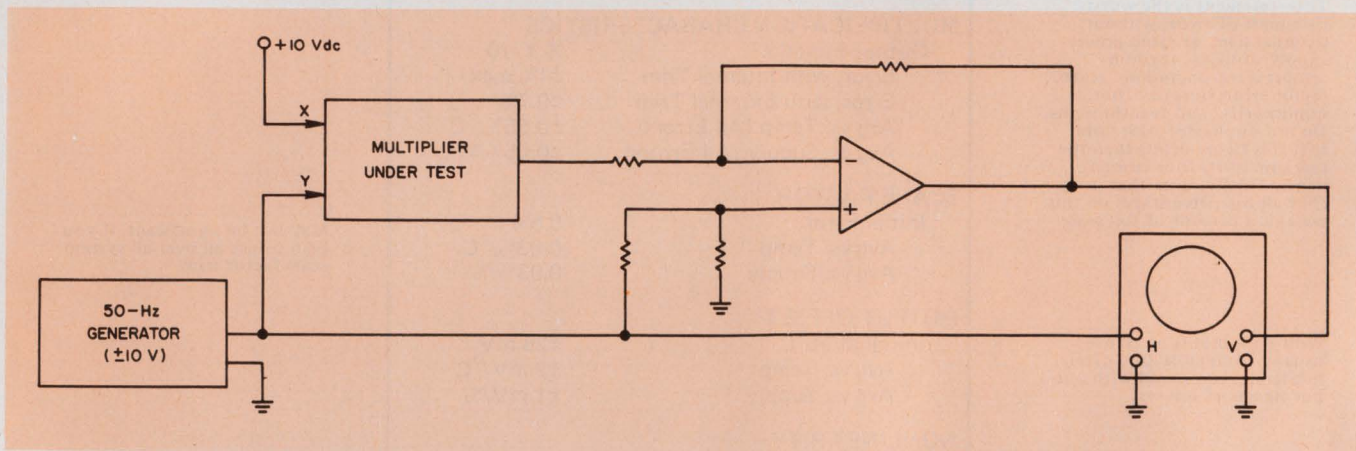 +10 Vdc
X
MULTIPLIER
UNDER TEST
Y
−
+
50-Hz
GENERATOR
(±10 V)
H
V